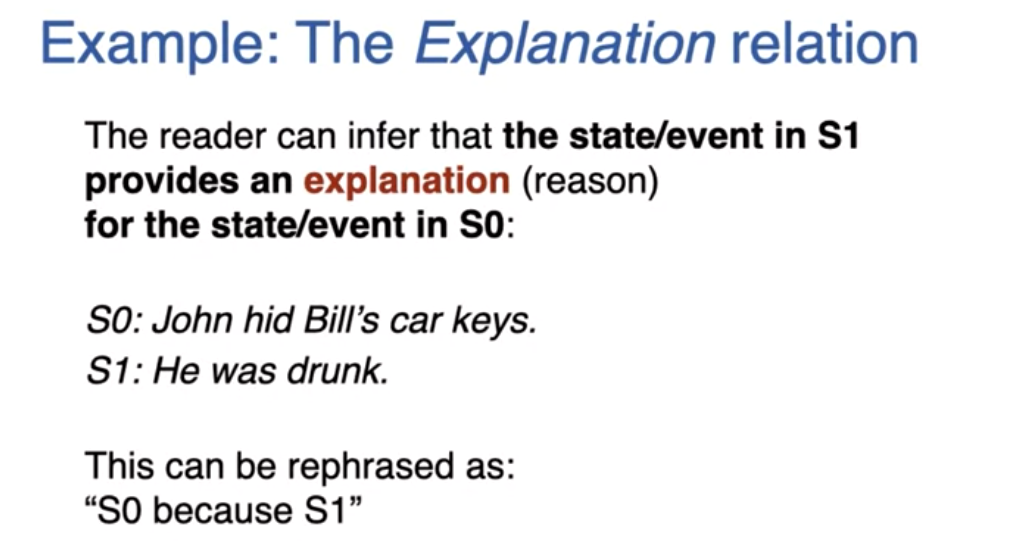 Example: The Explanation relation
The reader can infer that the state/event in S1
provides an explanation (reason)
for the state/event in S0:
S0: John hid Bill’s car keys.
S1: He was drunk.
This can be rephrased as:
“S0 because S1”